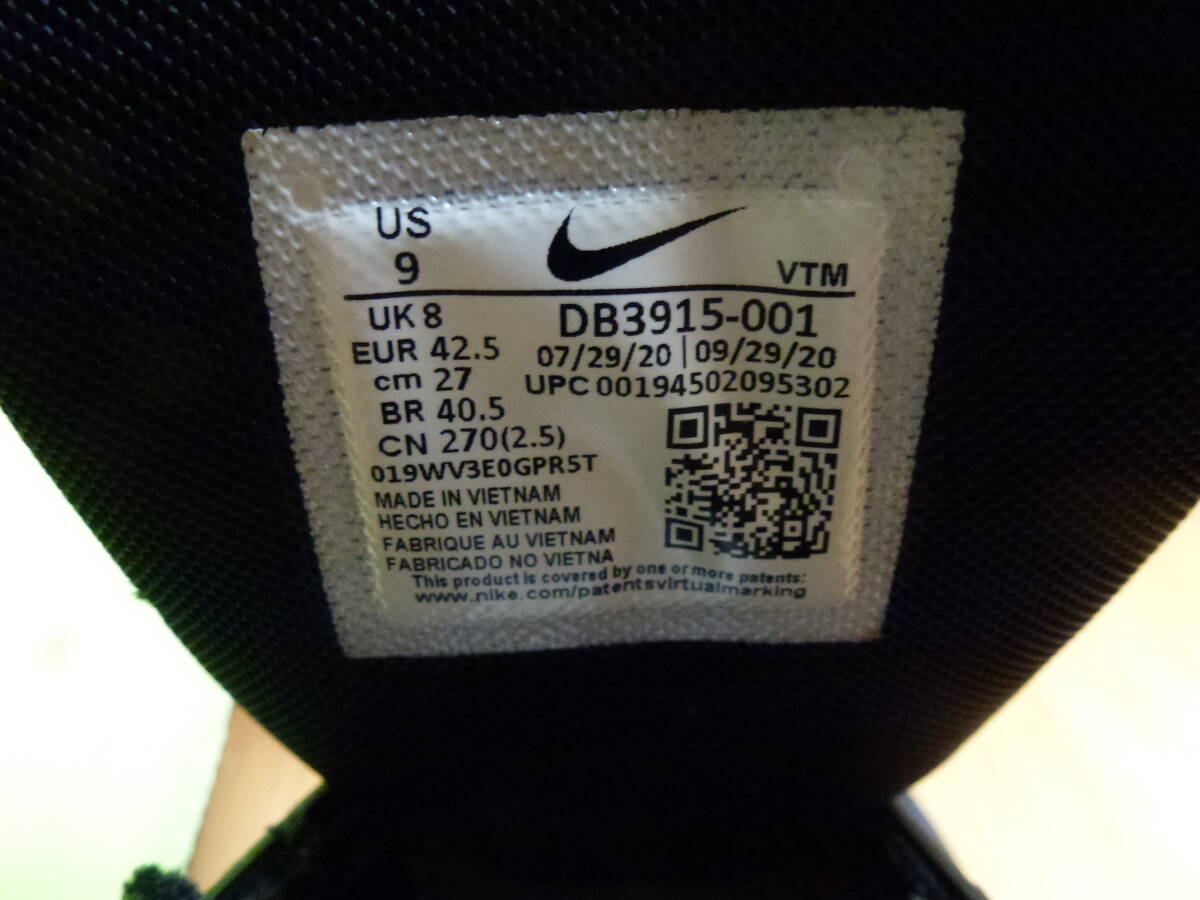 US
9
VTM
UK 8
DB3915-001
EUR 42.5
07/29/20 | 09/29/20
cm 27
UPC 00194502095302
BR 40.5
CN 270(2.5)
019WV3E0GPR5T
MADE IN VIETNAM
HECHO EN VIETNAM
FABRIQUE AU VIETNAM
FABRICADO NO VIETNA
This product is covered by one or more patents:
www.nike.com/patentsvirtualmarking